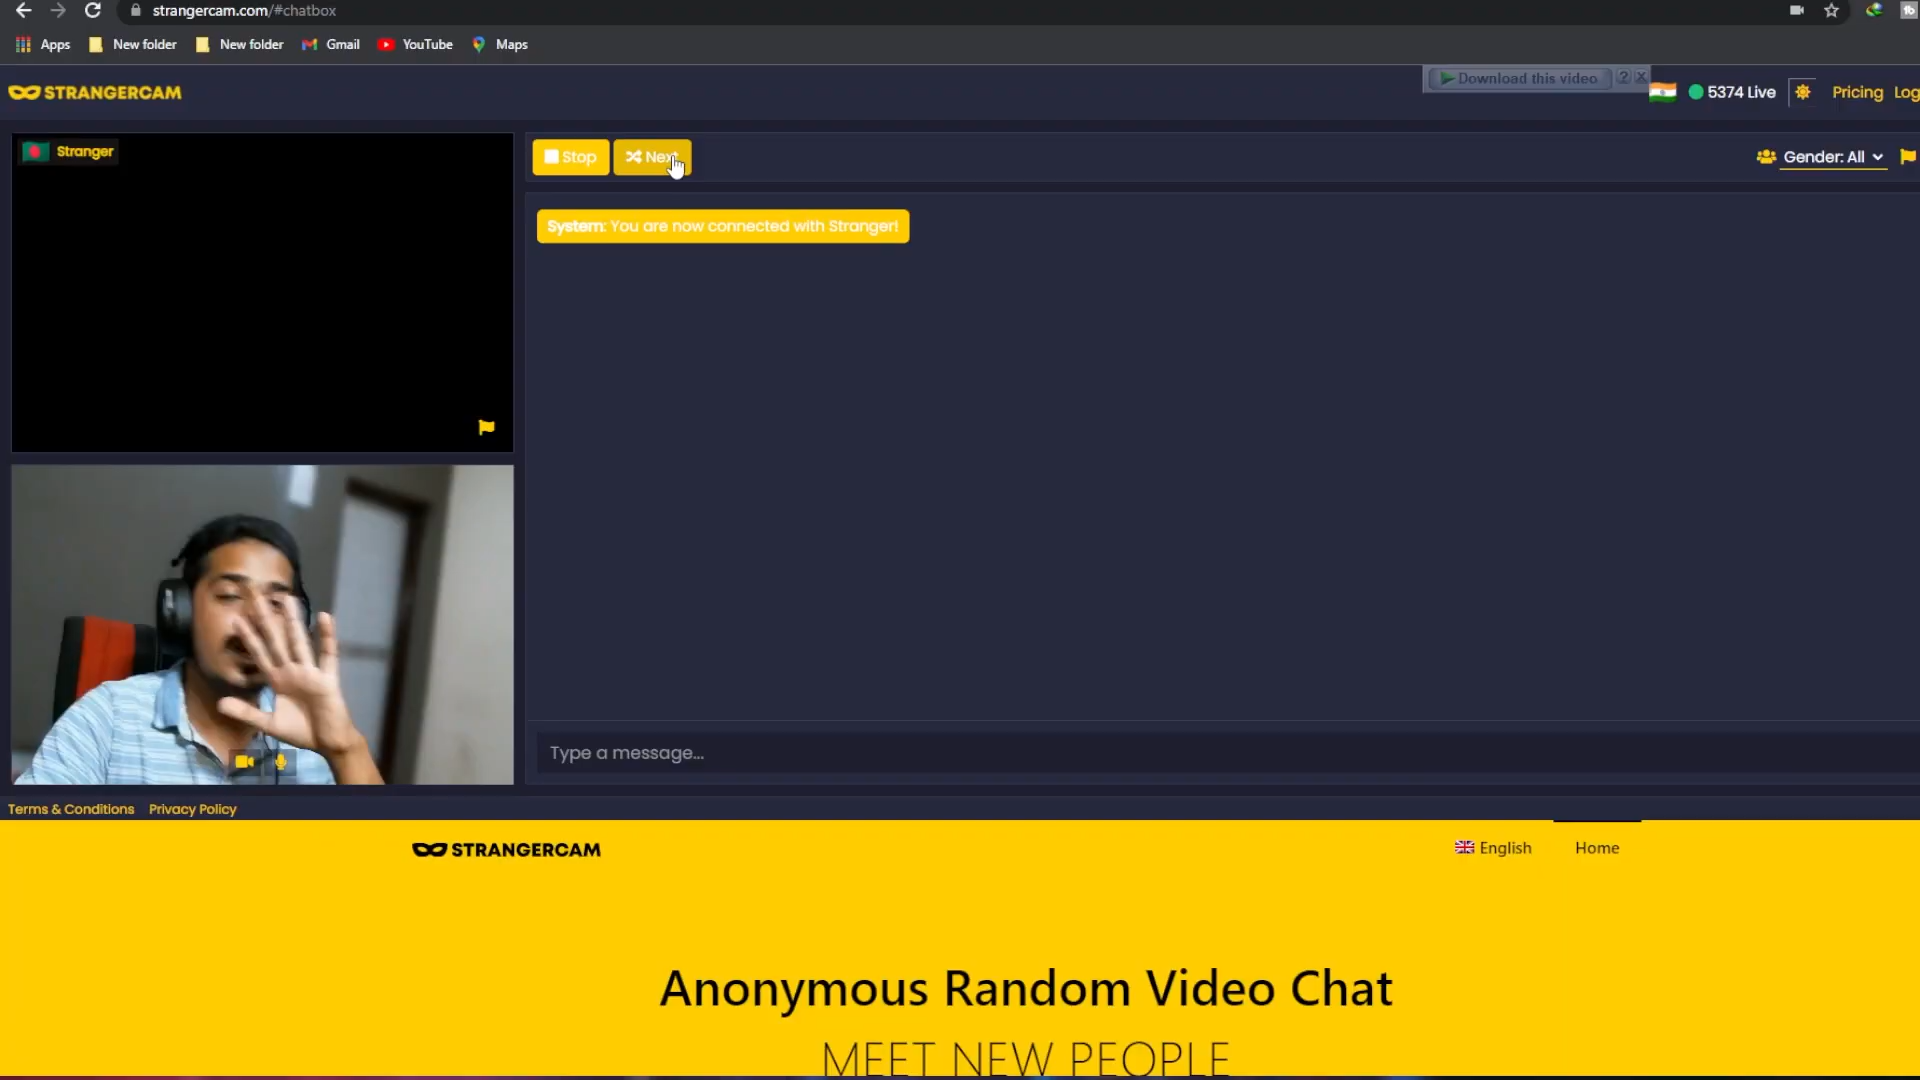 strangercam.com/#chatbox
Apps New folder New folder Gmail YouTube Maps
STRANGERCAM
Download this video ? X
5374 Live
Pricing
Log
Stranger
Stop
Next
Gender: All
System: You are now connected with Stranger!
Type a message...
Terms & Conditions Privacy Policy
STRANGERCAM
English
Home
Anonymous Random Video Chat
MEET NEW PEOPLE